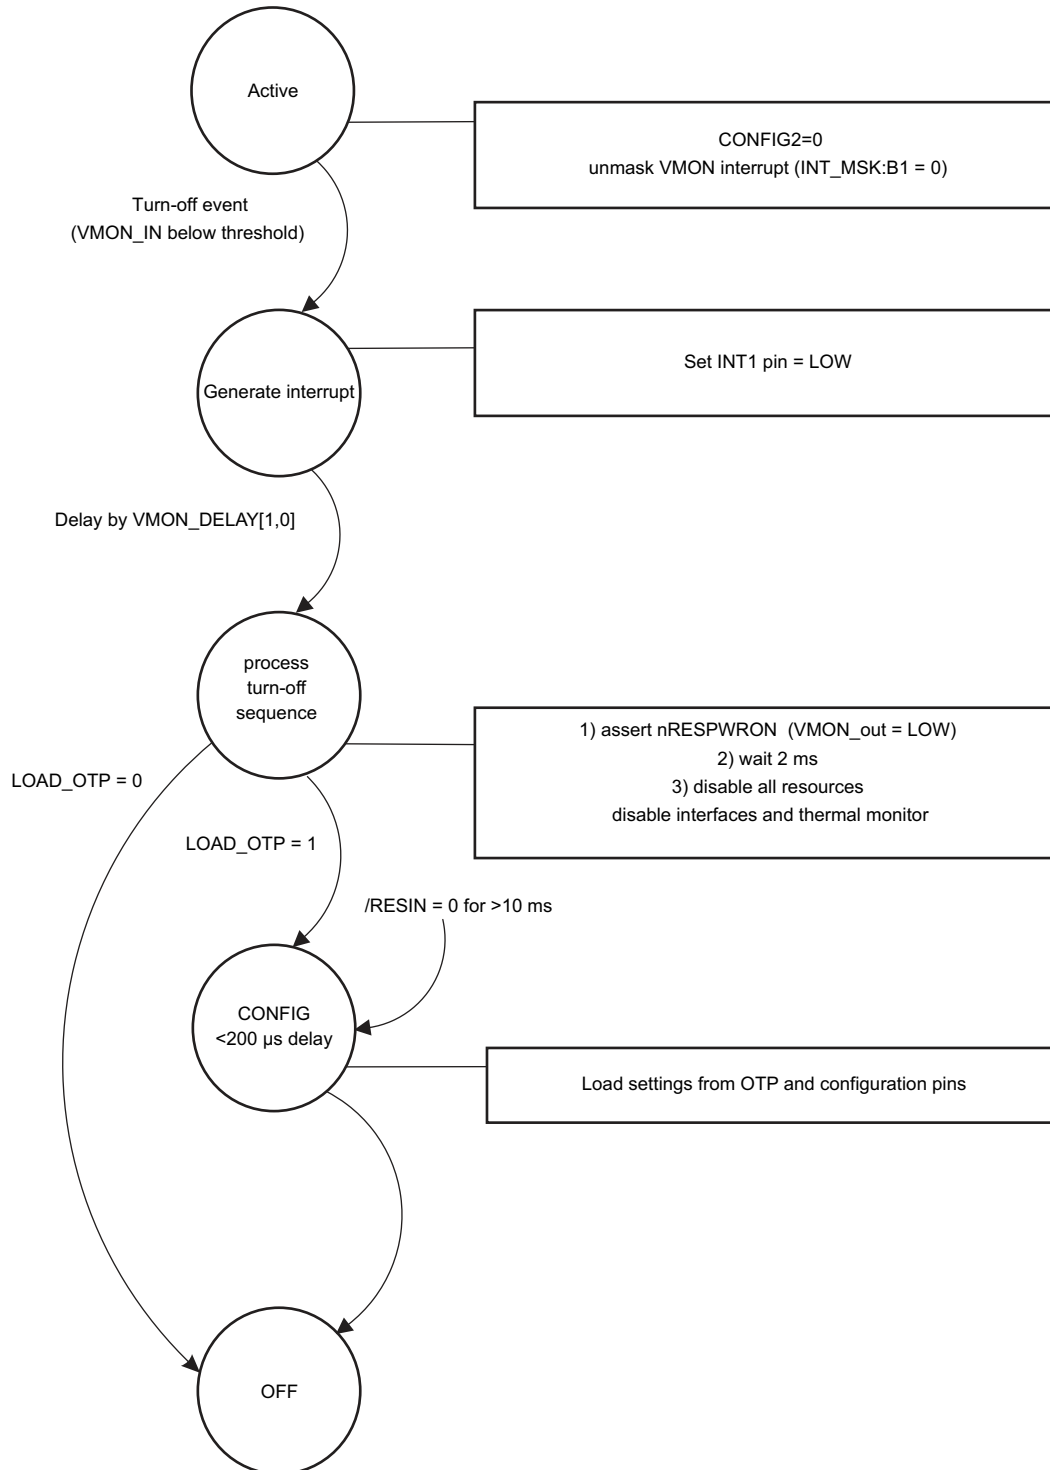 Active
CONFIG2=0
unmask VMON interrupt (INT_MSK:B1 = 0)
Turn-off event
(VMON_IN below threshold)
Generate interrupt
Set INT1 pin = LOW
Delay by VMON_DELAY[1,0]
process
turn-off
sequence
1) assert nRESPWRON (VMON_out = LOW)
2) wait 2 ms
3) disable all resources
disable interfaces and thermal monitor
LOAD_OTP = 0
LOAD_OTP = 1
/RESIN = 0 for >10 ms
CONFIG
<200 µs delay
Load settings from OTP and configuration pins
OFF